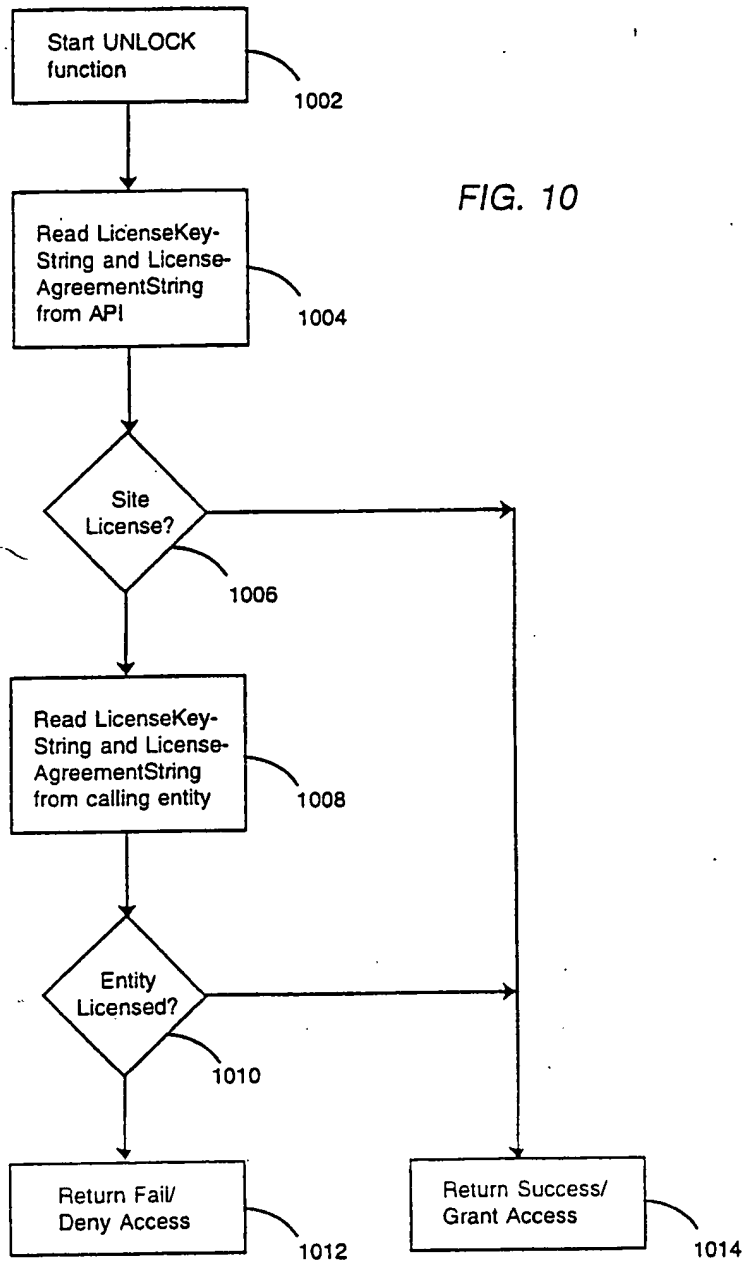 Start UNLOCK
function
1002
FIG. 10
Read LicenseKey-
String and License-
AgreementString
from API
1004
Site
License?
1006
Read LicenseKey-
String and License-
AgreementString
from calling entity
1008
Entity
Licensed?
1010
Return Fail/
Deny Access
1012
Return Success/
Grant Access
1014